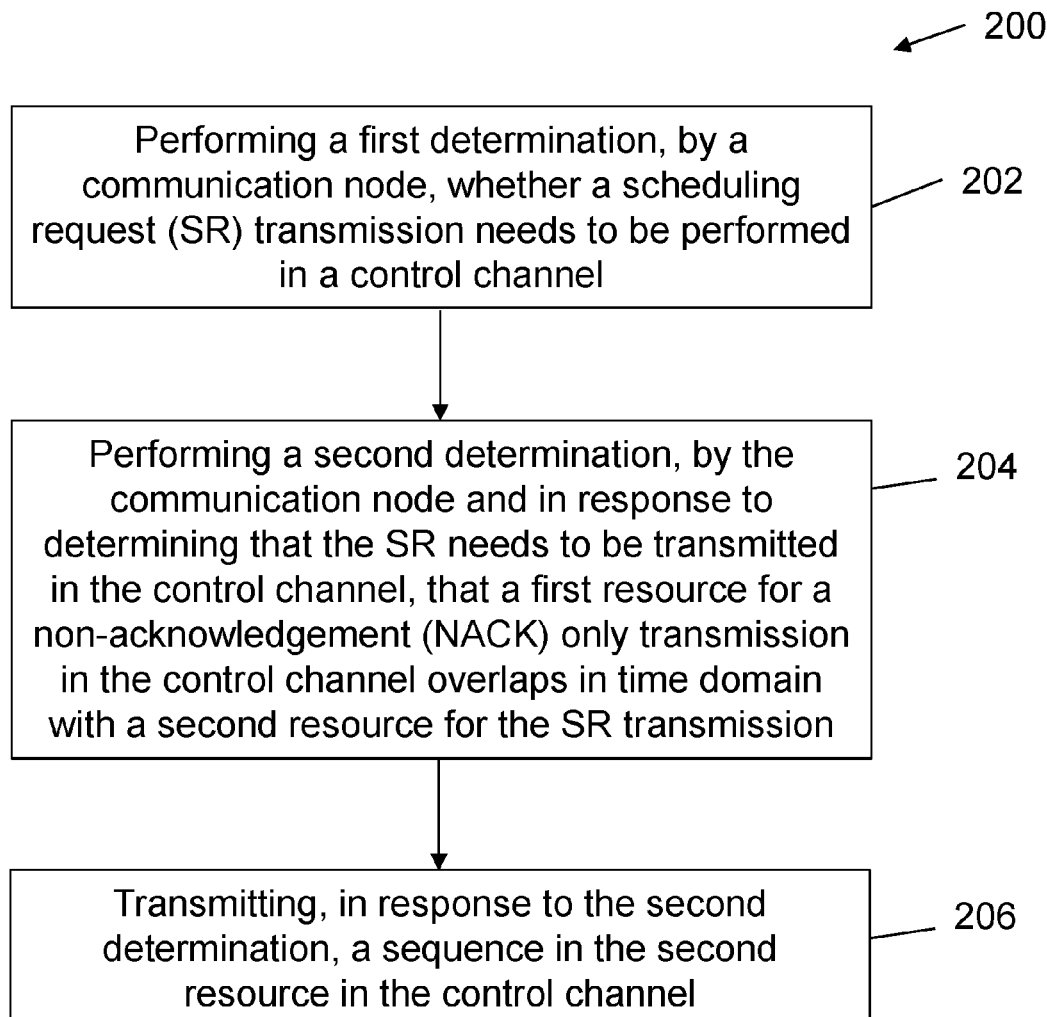 200
Performing a first determination, by a
communication node, whether a scheduling
request (SR) transmission needs to be performed
in a control channel
202
Performing a second determination, by the
communication node and in response to
determining that the SR needs to be transmitted
in the control channel, that a first resource for a
non-acknowledgement (NACK) only transmission
in the control channel overlaps in time domain
with a second resource for the SR transmission
204
Transmitting, in response to the second
determination, a sequence in the second
resource in the control channel
206